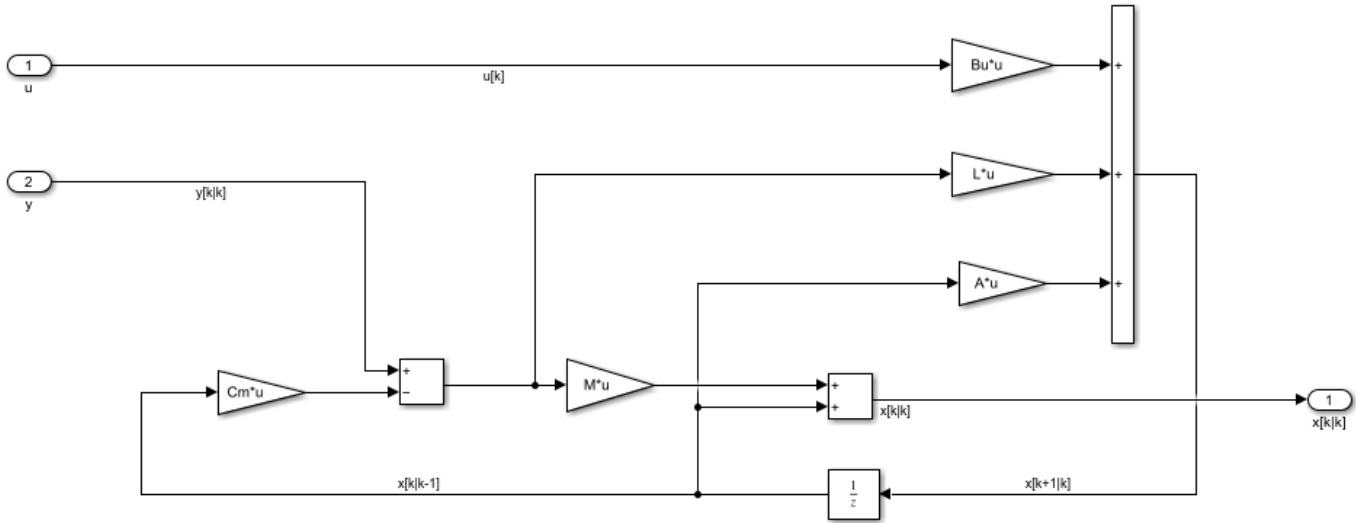 1
u
u[k]
Bu*u
+
2
y
y[k|k]
L*u
+
A*u
+
Cm*u
+
−
M*u
+
+
x[k|k]
1
x[k|k]
x[k|k-1]
1
z
x[k+1|k]